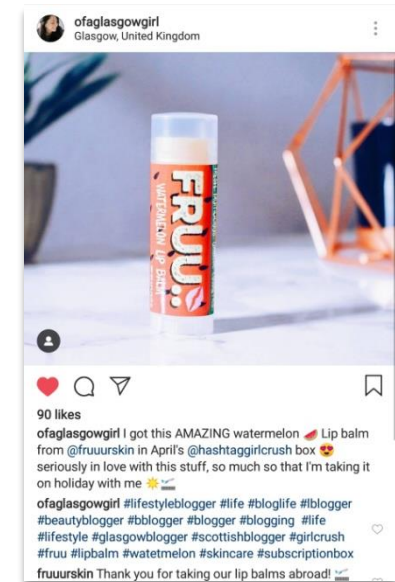 ofaglasgowgirl
Glasgow, United Kingdom
FRUU..
WATERMELON LIP BALM
90 likes
ofaglasgowgirl I got this AMAZING watermelon 🍉 Lip balm
from @fruuurskin in April's @hashtaggirlcrush box 😍
seriously in love with this stuff, so much so that I'm taking it
on holiday with me ☀️🛫
ofaglasgowgirl #lifestyleblogger #life #bloglife #lblogger
#beautyblogger #bblogger #blogger #blogging #life
#lifestyle #glasgowblogger #scottishblogger #girlcrush
#fruu #lipbalm #watetmelon #skincare #subscriptionbox
fruuurskin Thank you for taking our lip balms abroad! 🛫